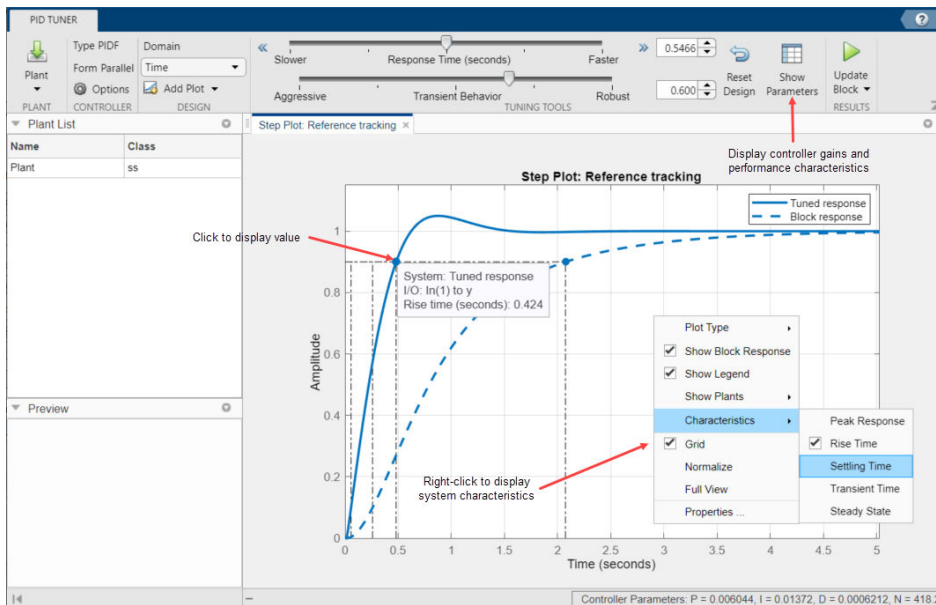 PID TUNER
?
Type PIDF
Domain
Form Parallel
Time
Plant
Options
Add Plot
PLANT
CONTROLLER
DESIGN
Slower
Response Time (seconds)
Faster
0.5466
Aggressive
Transient Behavior
Robust
0.600
Reset
Design
Show
Parameters
TUNING TOOLS
Update
Block
RESULTS
Plant List
Name Class
Plant ss
Preview
Step Plot: Reference tracking
Display controller gains and
performance characteristics
Step Plot: Reference tracking
Tuned response
Block response
Click to display value
System: Tuned response
I/O: In(1) to y
Rise time (seconds): 0.424
Amplitude
1
0.8
0.6
0.4
0.2
0
0 0.5 1 1.5 2 2.5 3 3.5 4 4.5 5
Time (seconds)
Plot Type
Show Block Response
Show Legend
Show Plants
Characteristics
Grid
Normalize
Full View
Properties ...
Peak Response
Rise Time
Settling Time
Transient Time
Steady State
Right-click to display
system characteristics
Controller Parameters: P = 0.006044, I = 0.01372, D = 0.0006212, N = 418.